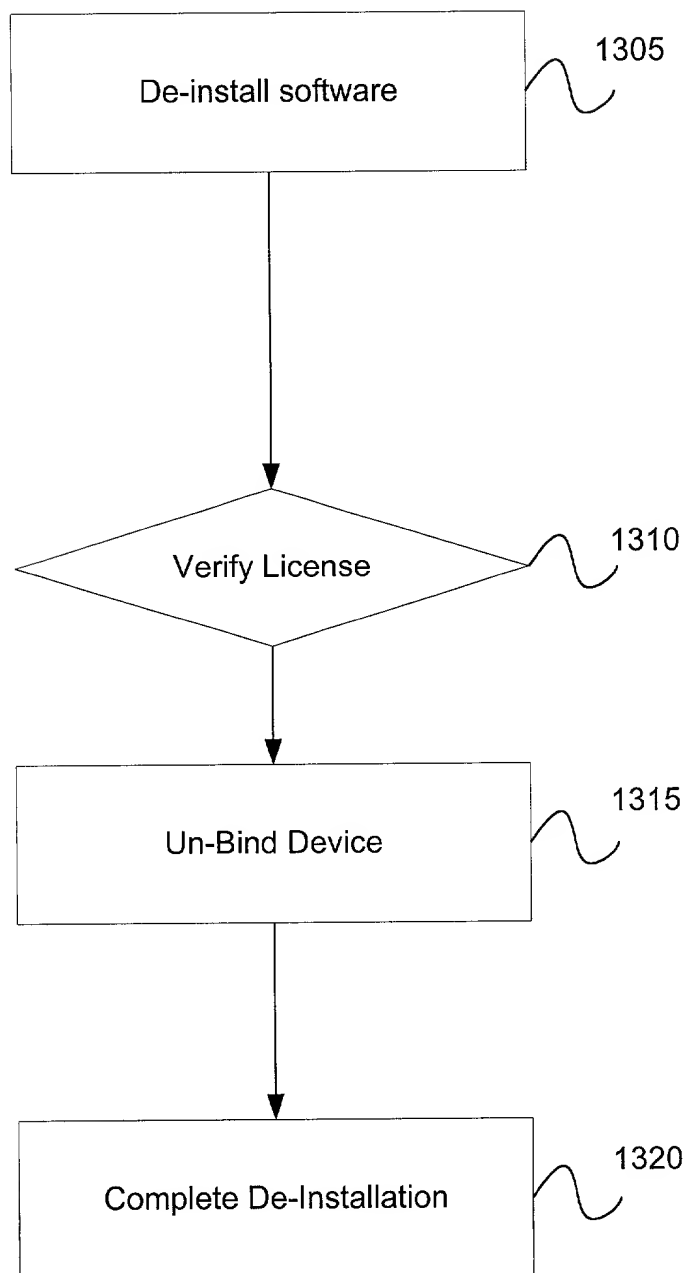 1305
De-install software
1310
Verify License
1315
Un-Bind Device
1320
Complete De-Installation